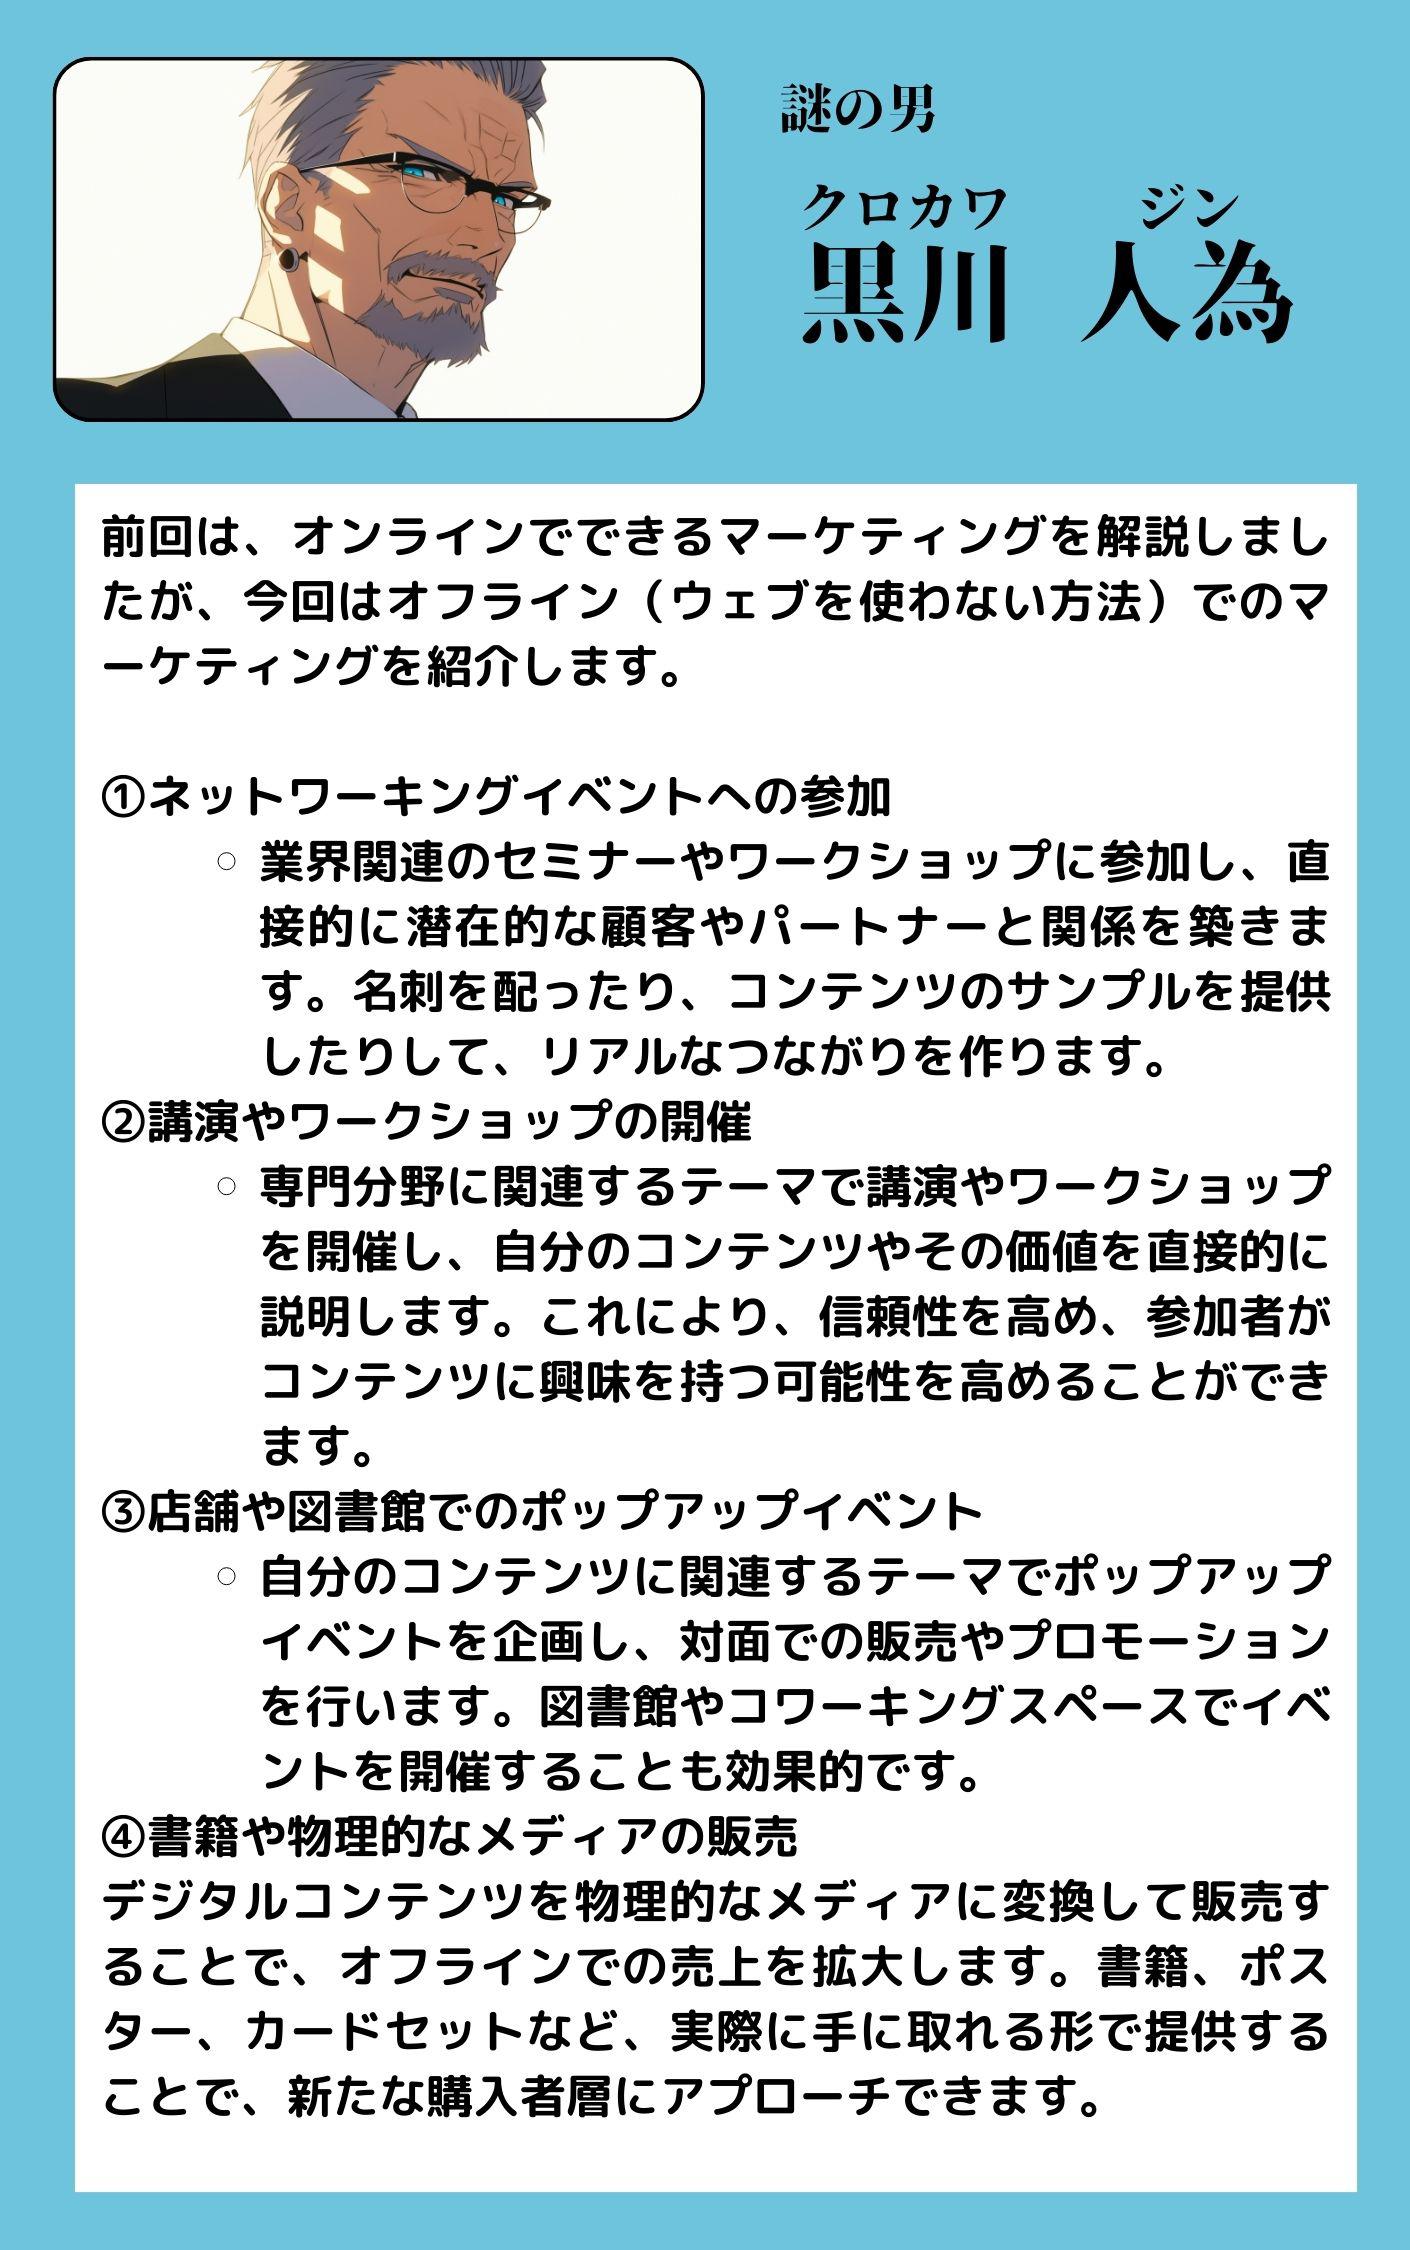 謎の男
クロカワ ジン
黒川 人為
前回は、オンラインでできるマーケティングを解説しまし
たが、今回はオフライン（ウェブを使わない方法）でのマ
ーケティングを紹介します。
①ネットワーキングイベントへの参加
○ 業界関連のセミナーやワークショップに参加し、直
接的に潜在的な顧客やパートナーと関係を築きま
す。名刺を配ったり、コンテンツのサンプルを提供
したりして、リアルなつながりを作ります。
②講演やワークショップの開催
○ 専門分野に関連するテーマで講演やワークショップ
を開催し、自分のコンテンツやその価値を直接的に
説明します。これにより、信頼性を高め、参加者が
コンテンツに興味を持つ可能性を高めることができ
ます。
③店舗や図書館でのポップアップイベント
○ 自分のコンテンツに関連するテーマでポップアップ
イベントを企画し、対面での販売やプロモーション
を行います。図書館やコワーキングスペースでイベ
ントを開催することも効果的です。
④書籍や物理的なメディアの販売
デジタルコンテンツを物理的なメディアに変換して販売す
ることで、オフラインでの売上を拡大します。書籍、ポス
ター、カードセットなど、実際に手に取れる形で提供する
ことで、新たな購入者層にアプローチできます。